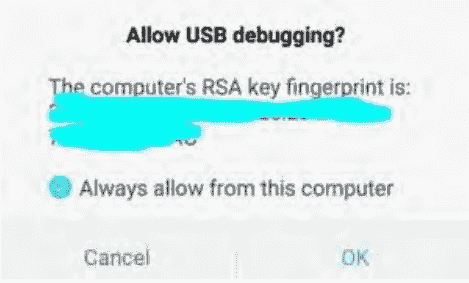 Allow USB debugging?
The computer's RSA key fingerprint is:
Always allow from this computer
Cancel
OK